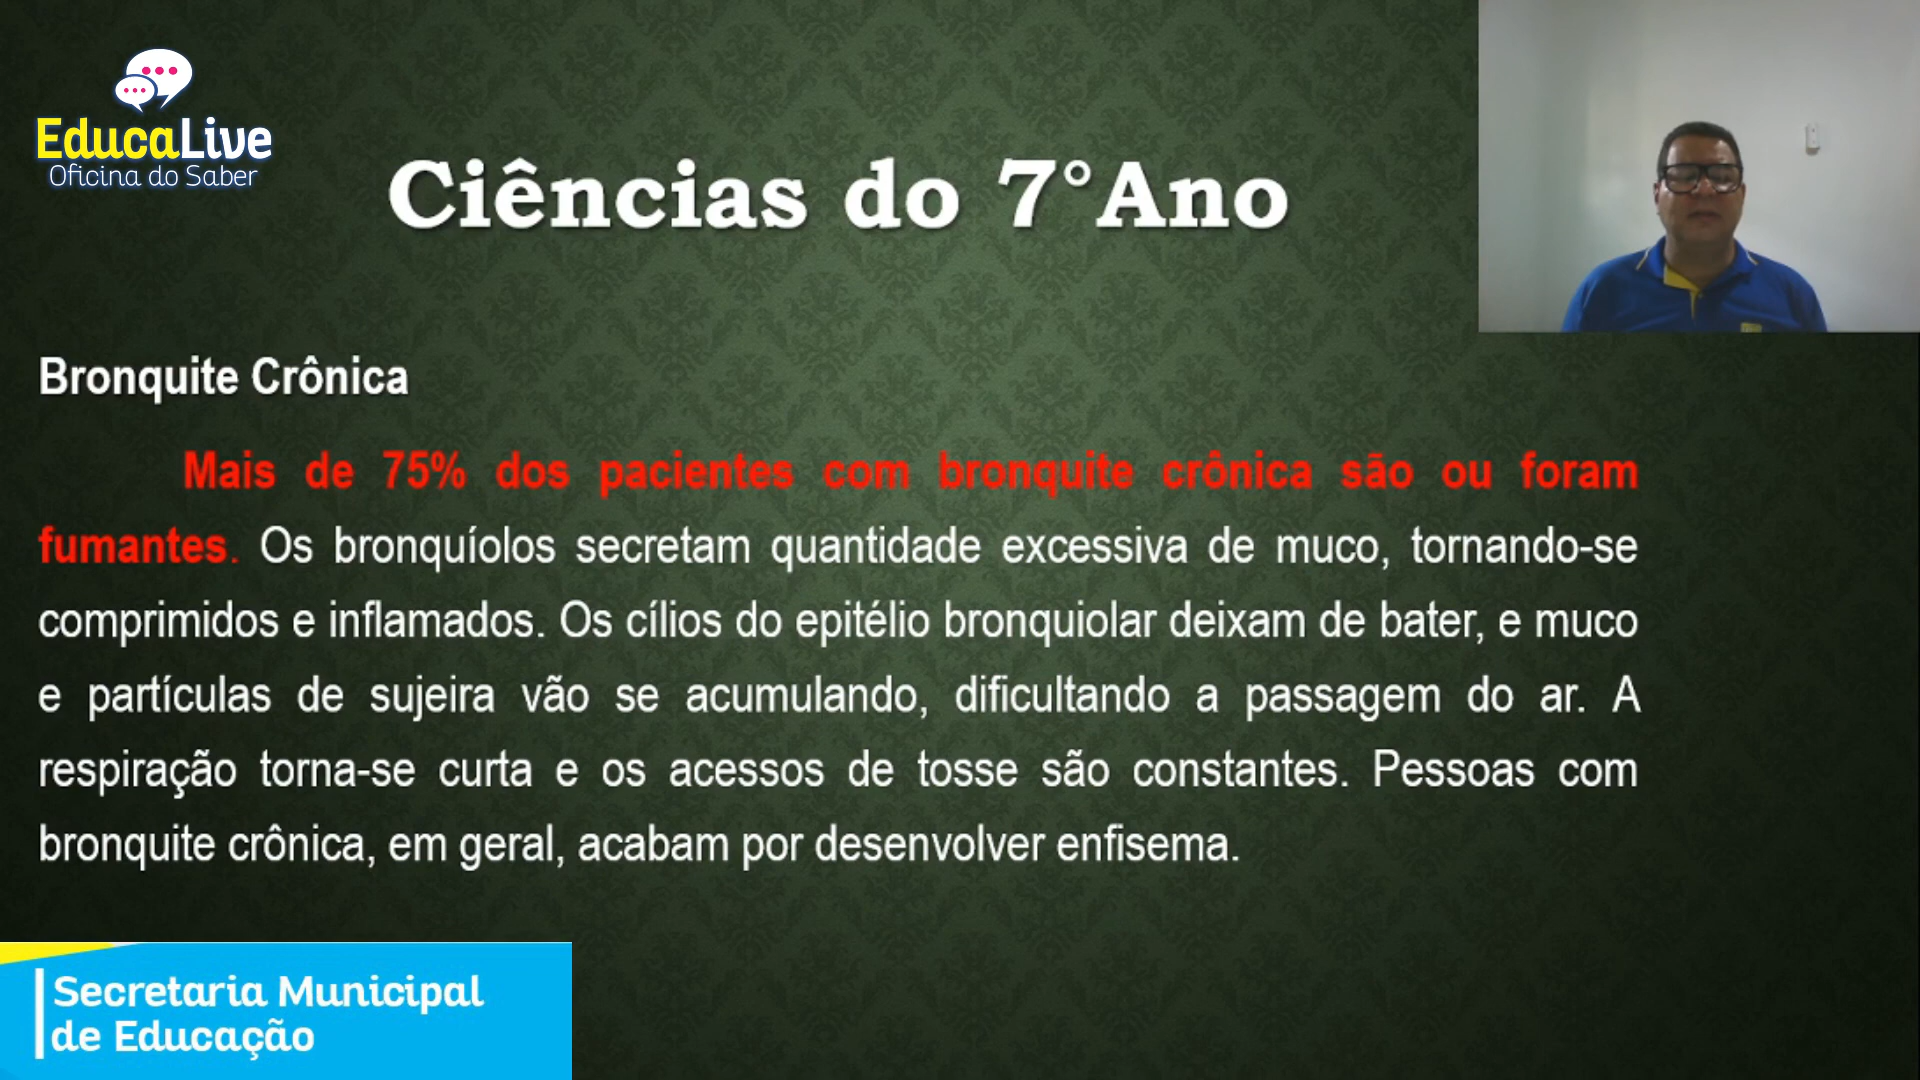 EducaLive
Oficina do Saber
Ciências do 7°Ano
Bronquite Crônica
Mais de 75% dos pacientes com bronquite crônica são ou foram
fumantes. Os bronquíolos secretam quantidade excessiva de muco, tornando-se
comprimidos e inflamados. Os cílios do epitélio bronquiolar deixam de bater, e muco
e partículas de sujeira vão se acumulando, dificultando a passagem do ar. A
respiração torna-se curta e os acessos de tosse são constantes. Pessoas com
bronquite crônica, em geral, acabam por desenvolver enfisema.
Secretaria Municipal
de Educação